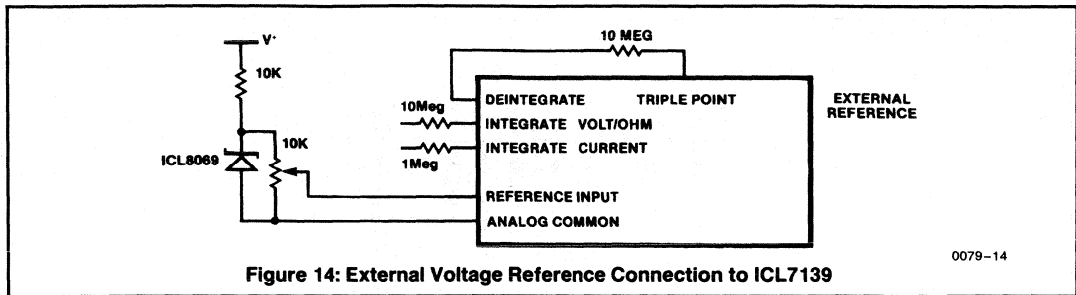 V+
10K
10 MEG
10Meg
1Meg
ICL8069
10K
DEINTEGRATE TRIPLE POINT
INTEGRATE VOLT/OHM
INTEGRATE CURRENT
REFERENCE INPUT
ANALOG COMMON
EXTERNAL
REFERENCE
0079-14
Figure 14: External Voltage Reference Connection to ICL7139